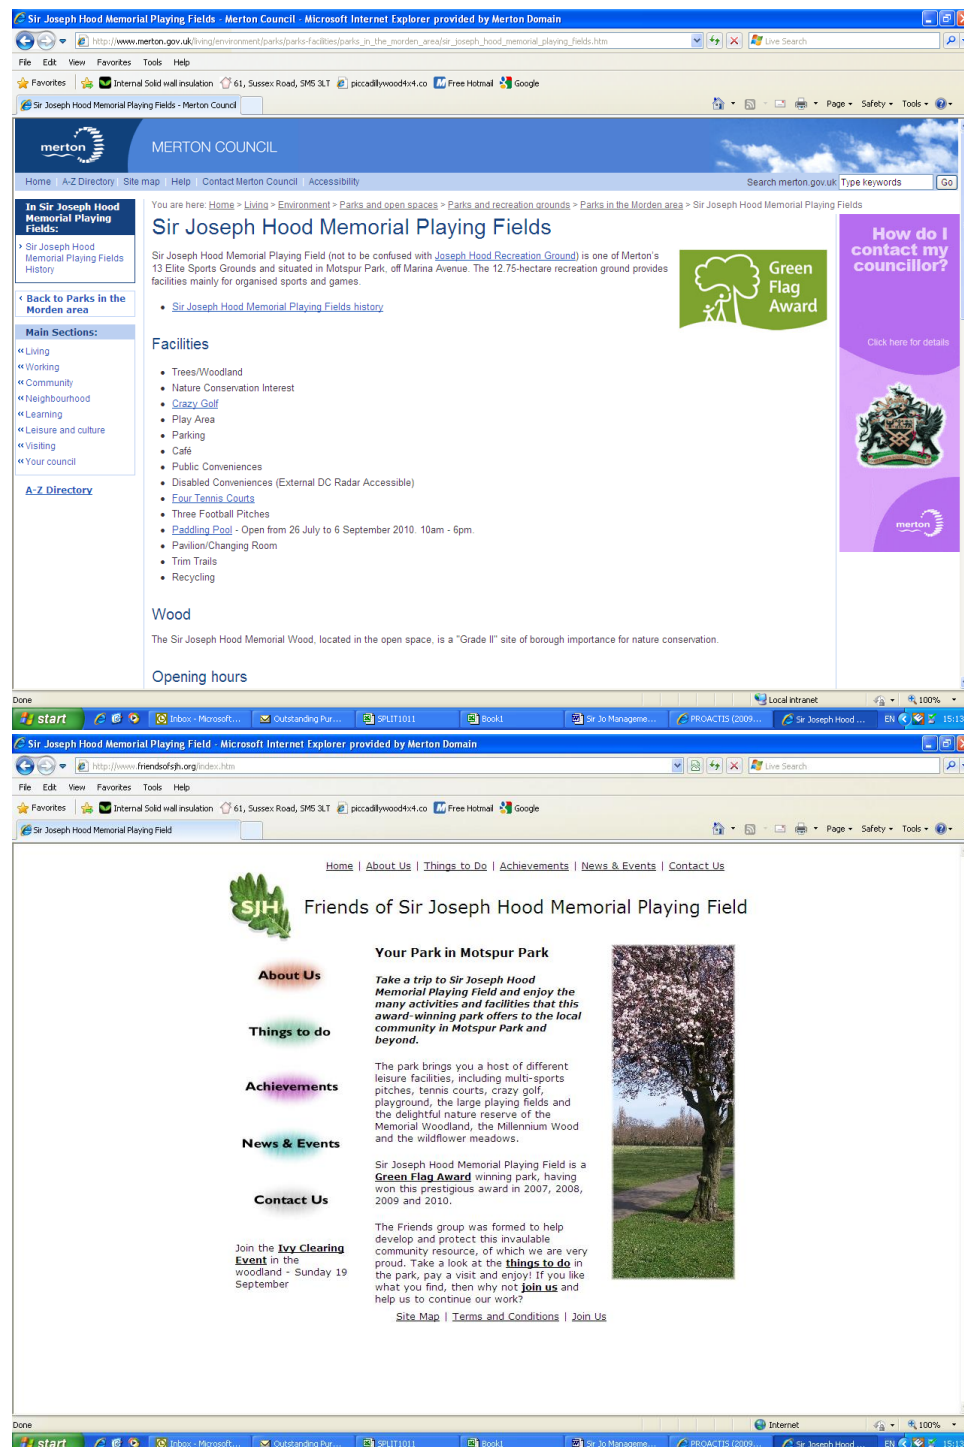 Sir Joseph Hood Memorial Playing Fields - Merton Council - Microsoft Internet Explorer provided by Merton Domain
http://www.merton.gov.uk/living/environment/parks/parks-facilities/parks_in_the_morden_area/sir_joseph_hood_memorial_playing_fields.htm
Live Search
File Edit View Favorites Tools Help
Favorites Internal Solid wall insulation 61, Sussex Road, SM5 3LT piccadillywood4x4.co Free Hotmail Google
Sir Joseph Hood Memorial Playing Fields - Merton Council
Page Safety Tools
merton
MERTON COUNCIL
Home A-Z Directory Site map Help Contact Merton Council Accessibility
Search merton.gov.uk Type keywords Go
In Sir Joseph Hood
Memorial Playing
Fields:
Sir Joseph Hood
Memorial Playing Fields
History
‹ Back to Parks in the
Morden area
Main Sections:
« Living
« Working
« Community
« Neighbourhood
« Learning
« Leisure and culture
« Visiting
« Your council
A-Z Directory
You are here: Home > Living > Environment > Parks and open spaces > Parks and recreation grounds > Parks in the Morden area > Sir Joseph Hood Memorial Playing Fields
Sir Joseph Hood Memorial Playing Fields
Sir Joseph Hood Memorial Playing Field (not to be confused with Joseph Hood Recreation Ground) is one of Merton's
13 Elite Sports Grounds and situated in Motspur Park, off Marina Avenue. The 12.75-hectare recreation ground provides
facilities mainly for organised sports and games.
• Sir Joseph Hood Memorial Playing Fields history
Green
Flag
Award
Facilities
• Trees/Woodland
• Nature Conservation Interest
• Crazy Golf
• Play Area
• Parking
• Café
• Public Conveniences
• Disabled Conveniences (External DC Radar Accessible)
• Four Tennis Courts
• Three Football Pitches
• Paddling Pool - Open from 26 July to 6 September 2010. 10am - 6pm.
• Pavilion/Changing Room
• Trim Trails
• Recycling
Wood
The Sir Joseph Hood Memorial Wood, located in the open space, is a "Grade II" site of borough importance for nature conservation.
Opening hours
How do I
contact my
councillor?
Click here for details
merton
Done Local intranet 100%
start Inbox - Microsoft... Outstanding Pur... SPLIT1011 Book1 Sir Jo Manageme... PROACTIS (2009... Sir Joseph Hood ... EN 15:13
Sir Joseph Hood Memorial Playing Field - Microsoft Internet Explorer provided by Merton Domain
http://www.friendsofsjh.org/index.htm
Live Search
File Edit View Favorites Tools Help
Favorites Internal Solid wall insulation 61, Sussex Road, SM5 3LT piccadillywood4x4.co Free Hotmail Google
Sir Joseph Hood Memorial Playing Field
Page Safety Tools
Home | About Us | Things to Do | Achievements | News & Events | Contact Us
SJH
Friends of Sir Joseph Hood Memorial Playing Field
About Us
Things to do
Achievements
News & Events
Contact Us
Join the Ivy Clearing
Event in the
woodland - Sunday 19
September
Your Park in Motspur Park
Take a trip to Sir Joseph Hood
Memorial Playing Field and enjoy the
many activities and facilities that this
award-winning park offers to the local
community in Motspur Park and
beyond.
The park brings you a host of different
leisure facilities, including multi-sports
pitches, tennis courts, crazy golf,
playground, the large playing fields and
the delightful nature reserve of the
Memorial Woodland, the Millennium Wood
and the wildflower meadows.
Sir Joseph Hood Memorial Playing Field is a
Green Flag Award winning park, having
won this prestigious award in 2007, 2008,
2009 and 2010.
The Friends group was formed to help
develop and protect this invaulable
community resource, of which we are very
proud. Take a look at the things to do in
the park, pay a visit and enjoy! If you like
what you find, then why not join us and
help us to continue our work?
Site Map | Terms and Conditions | Join Us
Done Internet 100%
start Inbox - Microsoft... Outstanding Pur... SPLIT1011 Book1 Sir Jo Manageme... PROACTIS (2009... Sir Joseph Hood ... EN 15:13